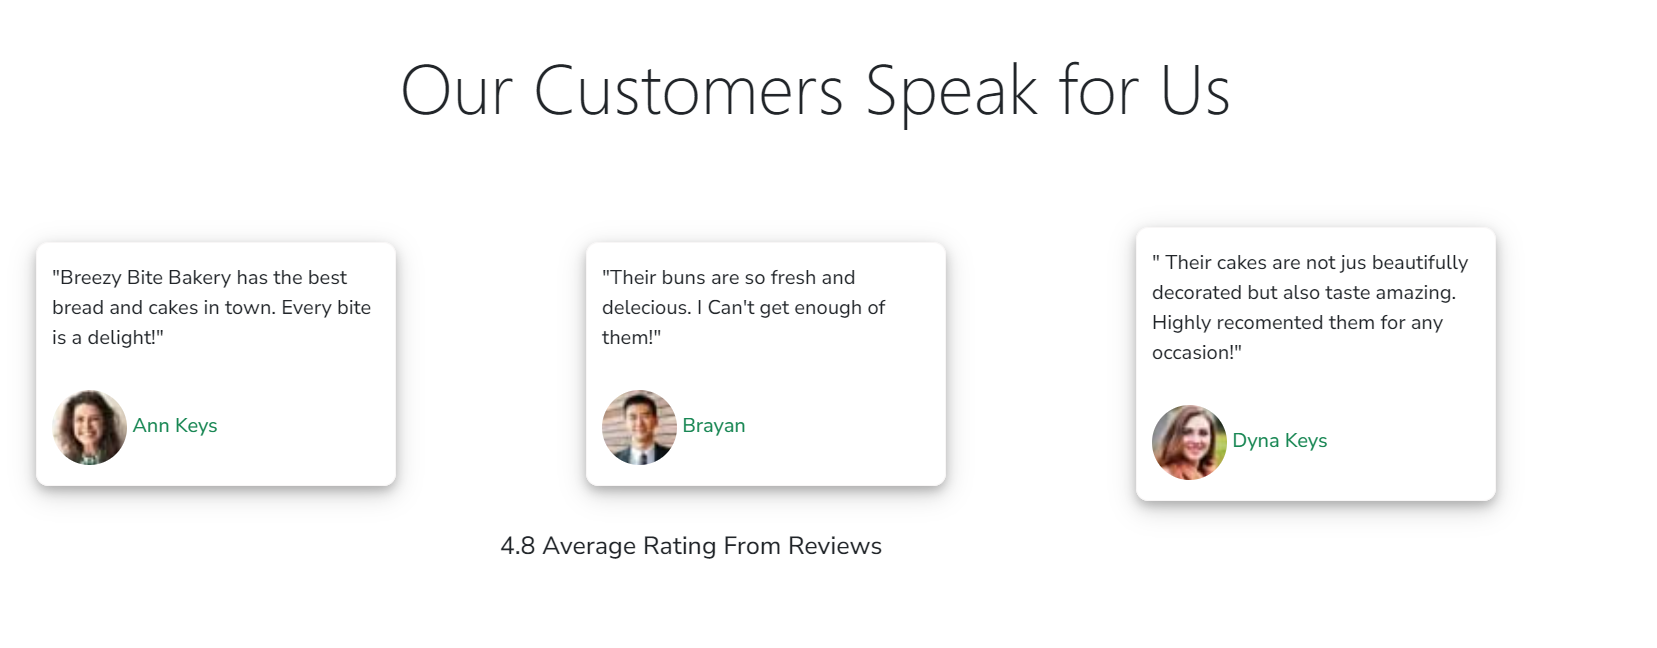 Our Customers Speak for Us
"Breezy Bite Bakery has the best
bread and cakes in town. Every bite
is a delight!"
Ann Keys
"Their buns are so fresh and
delecious. I Can't get enough of
them!"
Brayan
" Their cakes are not jus beautifully
decorated but also taste amazing.
Highly recomented them for any
occasion!"
Dyna Keys
4.8 Average Rating From Reviews